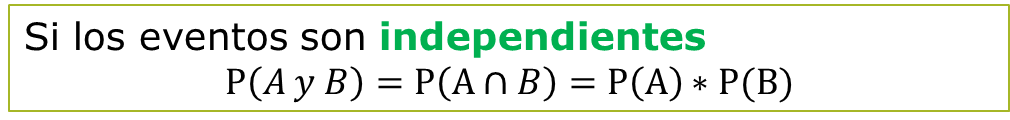 Si los eventos son independientes
P(A y B) = P(A ∩ B) = P(A) ∗ P(B)